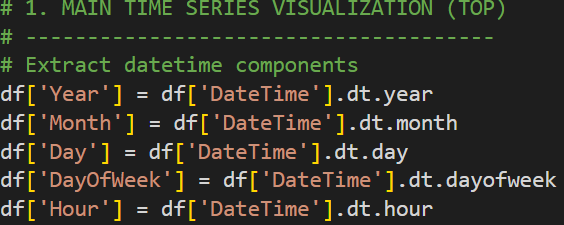 # 1. MAIN TIME SERIES VISUALIZATION (TOP)
# ---------------------------------------
# Extract datetime components
df['Year'] = df['DateTime'].dt.year
df['Month'] = df['DateTime'].dt.month
df['Day'] = df['DateTime'].dt.day
df['DayOfWeek'] = df['DateTime'].dt.dayofweek
df['Hour'] = df['DateTime'].dt.hour